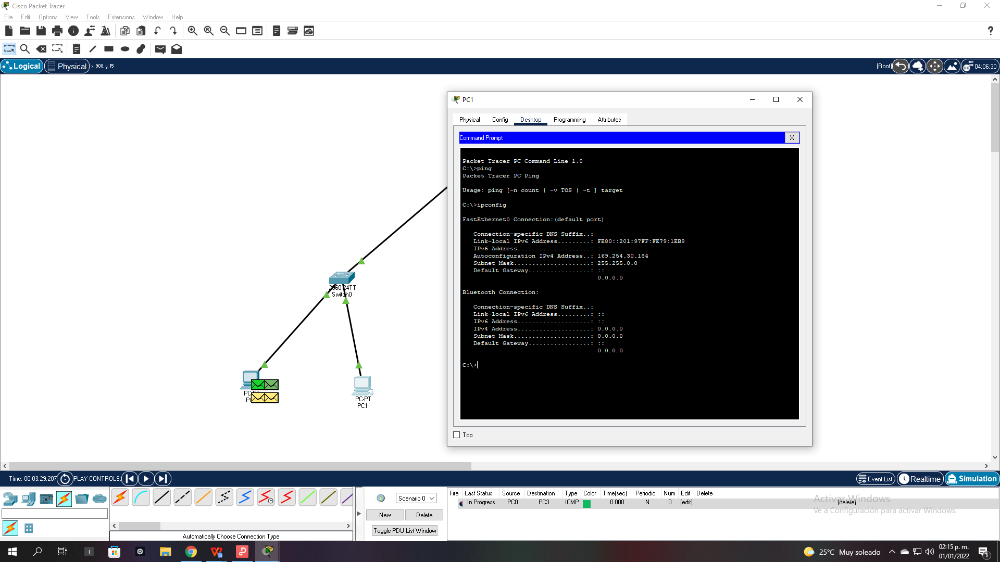 Cisco Packet Tracer
File Edit Options View Tools Extensions Window Help
Logical Physical x: 908, y: 15 [Root] 04:06:30
PC1
Physical Config Desktop Programming Attributes
Command Prompt X
Packet Tracer PC Command Line 1.0
C:\>ping
Packet Tracer PC Ping
Usage: ping [-n count | -v TOS | -t ] target
C:\>ipconfig
FastEthernet0 Connection:(default port)
Connection-specific DNS Suffix..:
Link-local IPv6 Address.........: FE80::201:97FF:FE79:1EB8
IPv6 Address....................: ::
Autoconfiguration IPv4 Address..: 169.254.30.184
Subnet Mask.....................: 255.255.0.0
Default Gateway.................: ::
0.0.0.0
Bluetooth Connection:
Connection-specific DNS Suffix..:
Link-local IPv6 Address.........: ::
IPv6 Address....................: ::
IPv4 Address....................: 0.0.0.0
Subnet Mask.....................: 0.0.0.0
Default Gateway.................: ::
0.0.0.0
C:\>
Top
2960-24TT
Switch0
PC-PT
PC-PT
PC1
Time: 00:03:29.207 PLAY CONTROLS: Event List Realtime Simulation
Scenario 0
New Delete
Toggle PDU List Window
Automatically Choose Connection Type
Fire Last Status Source Destination Type Color Time(sec) Periodic Num Edit Delete
In Progress PC0 PC3 ICMP 0.000 N 0 (edit) (delete)
Activar Windows
Ve a Configuración para activar Windows.
25°C Muy soleado
02:15 p. m.
01/01/2022
1